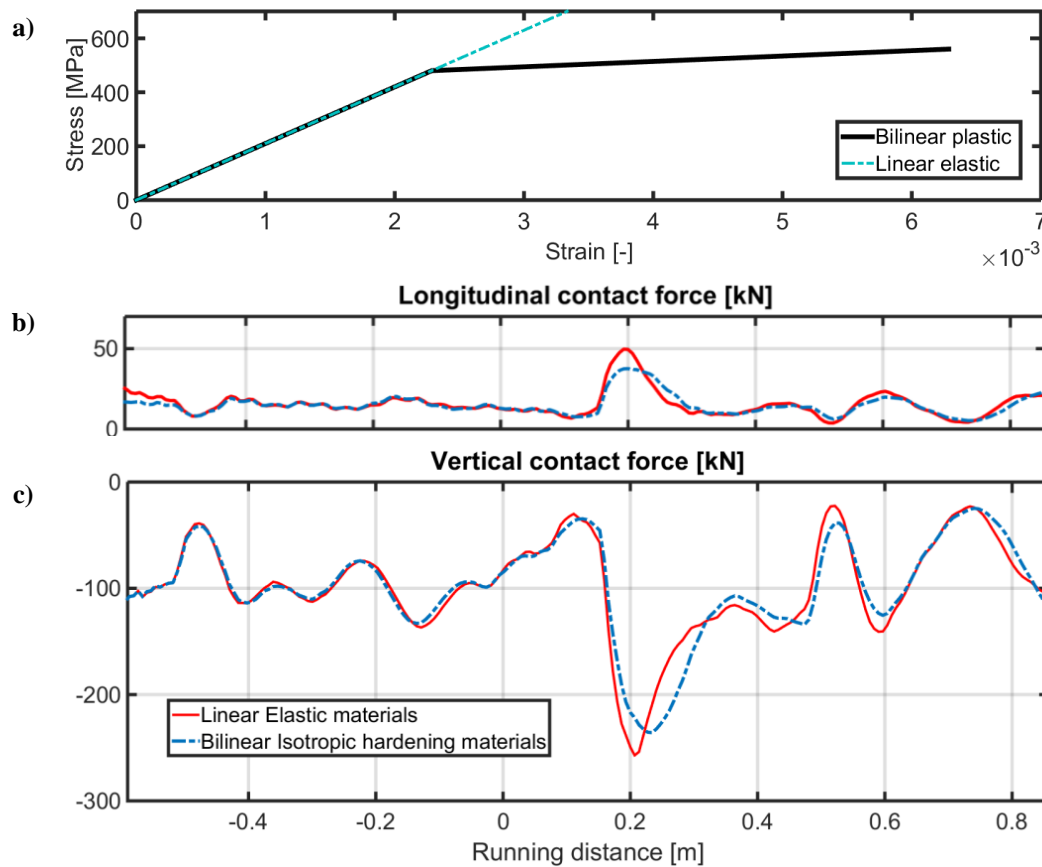 a)
Stress [MPa]
600
400
200
0
Bilinear plastic
Linear elastic
0 1 2 3 4 5 6 7
Strain [-]
×10-3
Longitudinal contact force [kN]
b)
50
0
Vertical contact force [kN]
c)
0
-100
-200
-300
Linear Elastic materials
Bilinear Isotropic hardening materials
-0.4 -0.2 0 0.2 0.4 0.6 0.8
Running distance [m]